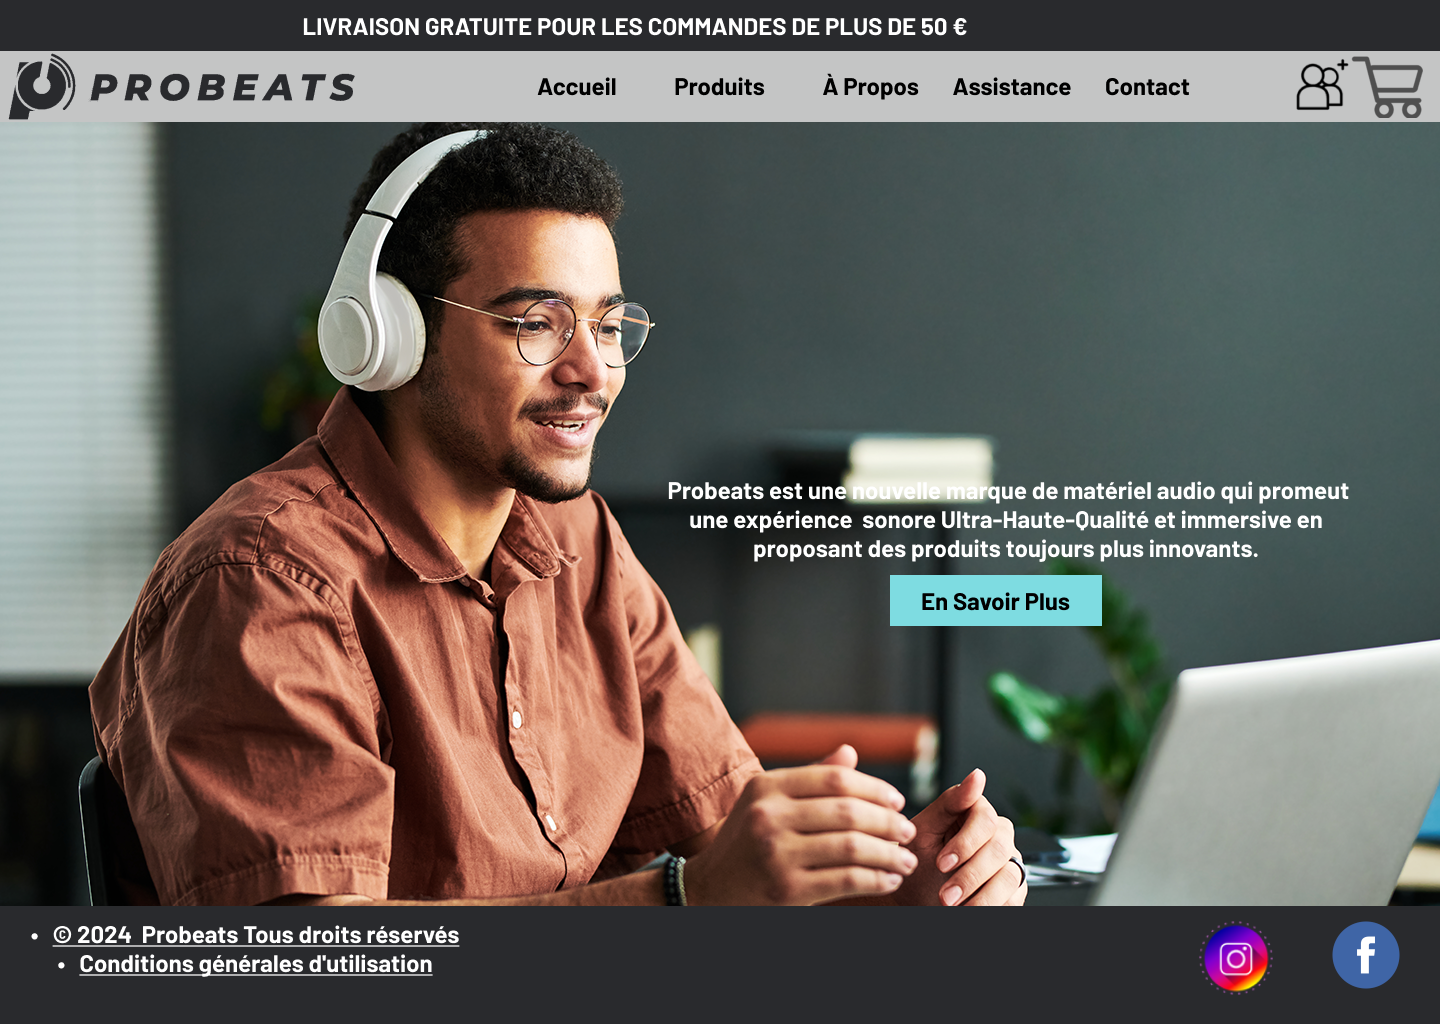 LIVRAISON GRATUITE POUR LES COMMANDES DE PLUS DE 50 €
PROBEATS
Accueil
Produits
À Propos
Assistance
Contact
Probeats est une nouvelle marque de matériel audio qui promeut
une expérience  sonore Ultra-Haute-Qualité et immersive en
proposant des produits toujours plus innovants.
En Savoir Plus
• © 2024  Probeats Tous droits réservés
• Conditions générales d'utilisation